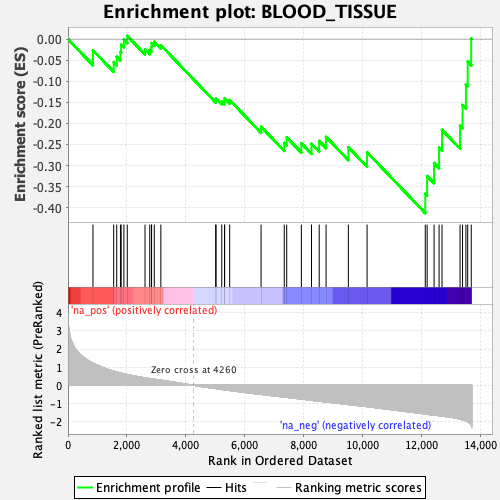 Enrichment plot: BLOOD_TISSUE
Enrichment score (ES)
0.00
-0.05
-0.10
-0.15
-0.20
-0.25
-0.30
-0.35
-0.40
Ranked list metric (PreRanked)
'na_pos' (positively correlated)
4
3
2
1
0
-1
-2
Zero cross at 4260
'na_neg' (negatively correlated)
0 2,000 4,000 6,000 8,000 10,000 12,000 14,000
Rank in Ordered Dataset
Enrichment profile Hits Ranking metric scores